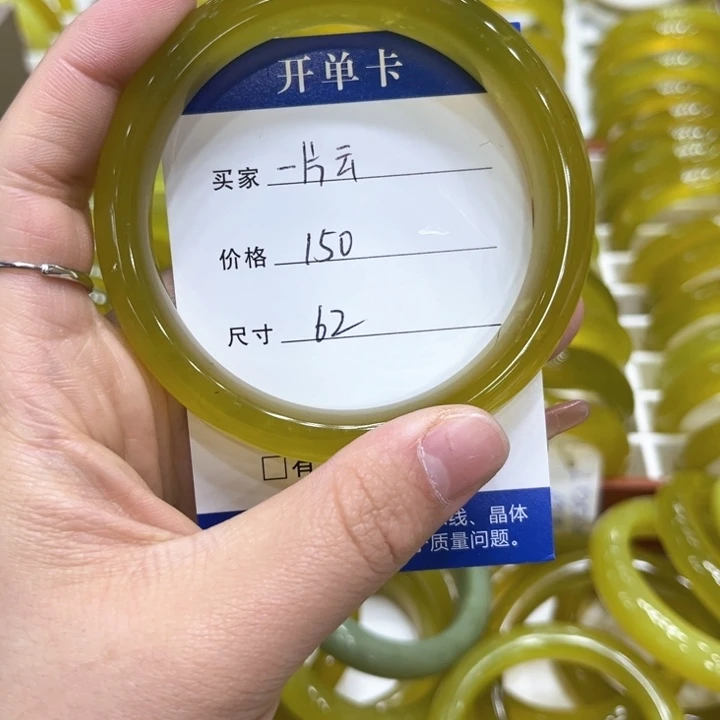 开单卡
买家 一片云
价格 150
尺寸 62
□有
线、晶体
质量问题。